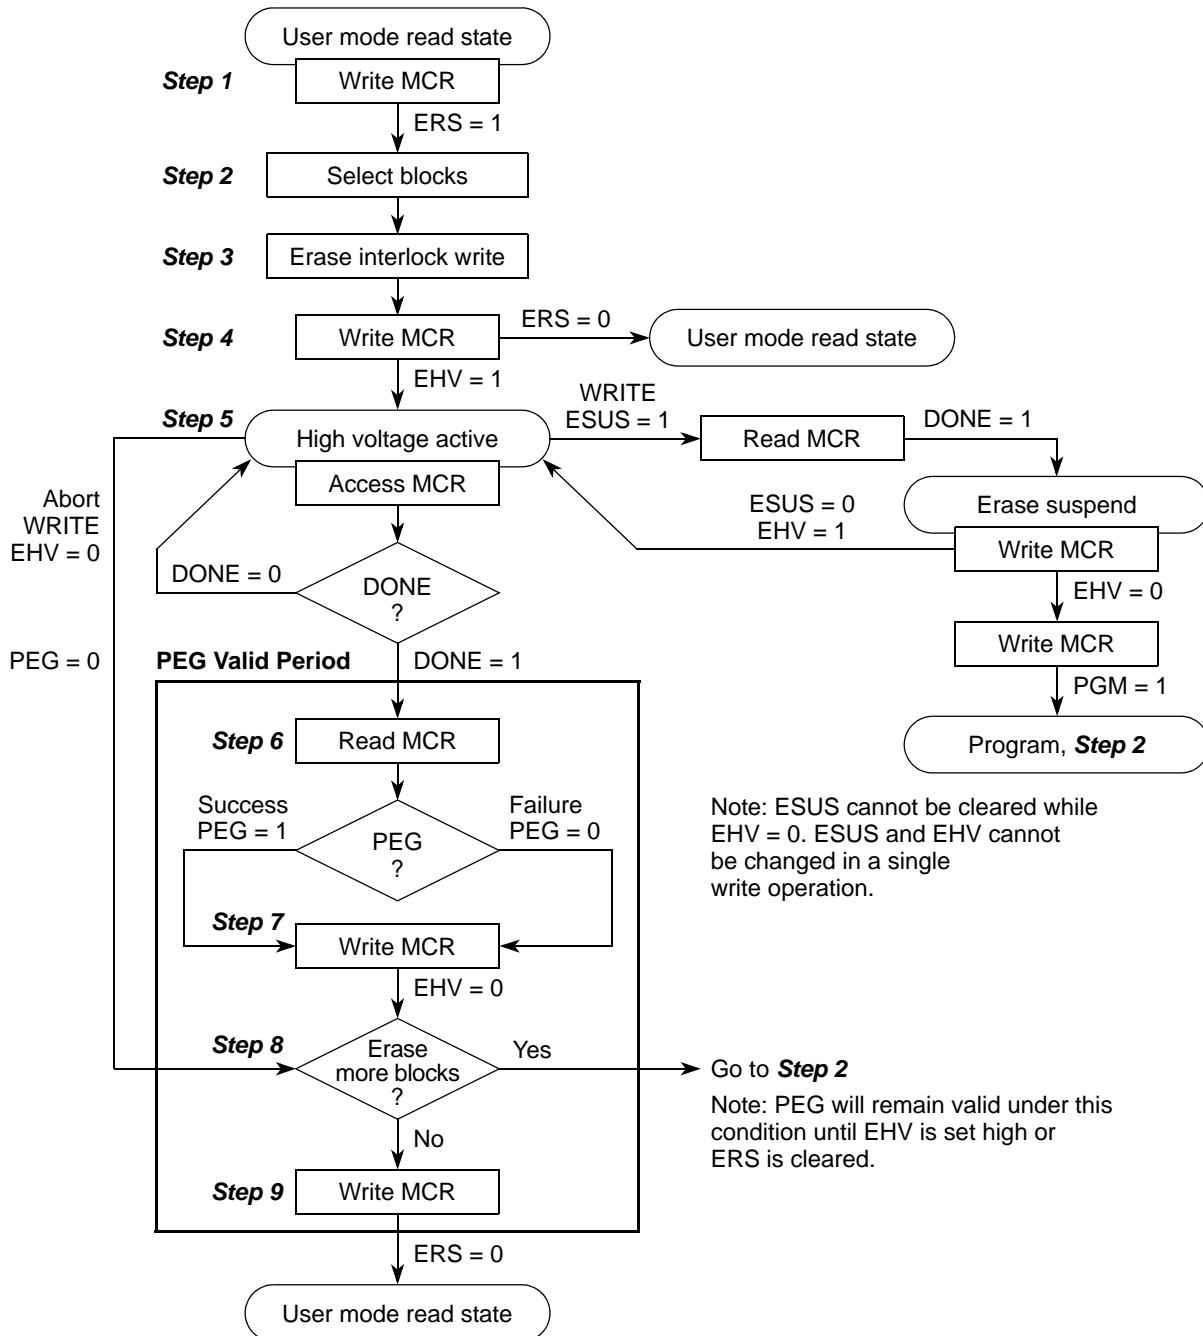 User mode read state
Step 1
Write MCR
ERS = 1
Step 2
Select blocks
Step 3
Erase interlock write
Step 4
Write MCR
ERS = 0
User mode read state
EHV = 1
Step 5
High voltage active
WRITE
ESUS = 1
Read MCR
DONE = 1
Access MCR
Erase suspend
Abort
WRITE
EHV = 0
ESUS = 0
EHV = 1
Write MCR
DONE = 0
DONE
?
EHV = 0
Write MCR
PEG = 0
PEG Valid Period
DONE = 1
PGM = 1
Step 6
Read MCR
Program, Step 2
Success
PEG = 1
Failure
PEG = 0
PEG
?
Note: ESUS cannot be cleared while
EHV = 0. ESUS and EHV cannot
be changed in a single
write operation.
Step 7
Write MCR
EHV = 0
Step 8
Erase
more blocks
?
Yes
Go to Step 2
Note: PEG will remain valid under this
condition until EHV is set high or
ERS is cleared.
No
Step 9
Write MCR
ERS = 0
User mode read state